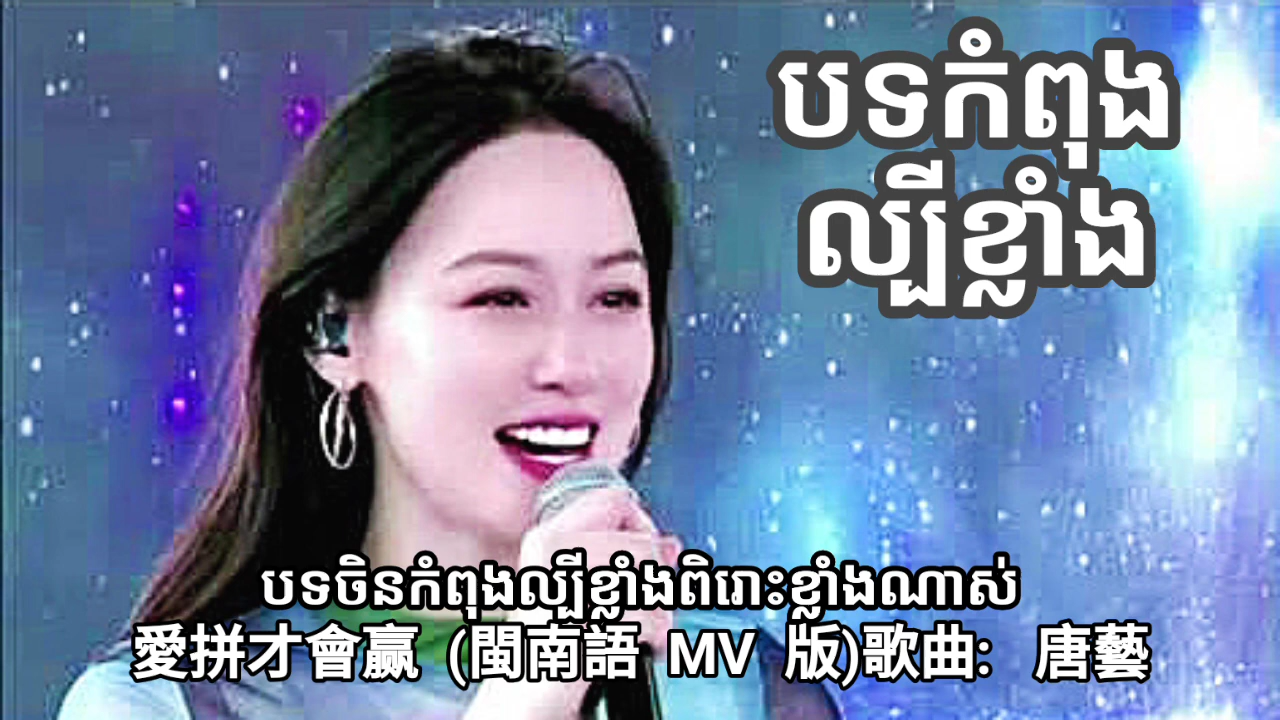 បទកំពុង
ល្បីខ្លាំង
បទចិនកំពុងល្បីខ្លាំងពិរោះខ្លាំងណាស់
愛拼才會赢 (閩南語 MV 版)歌曲: 唐藝